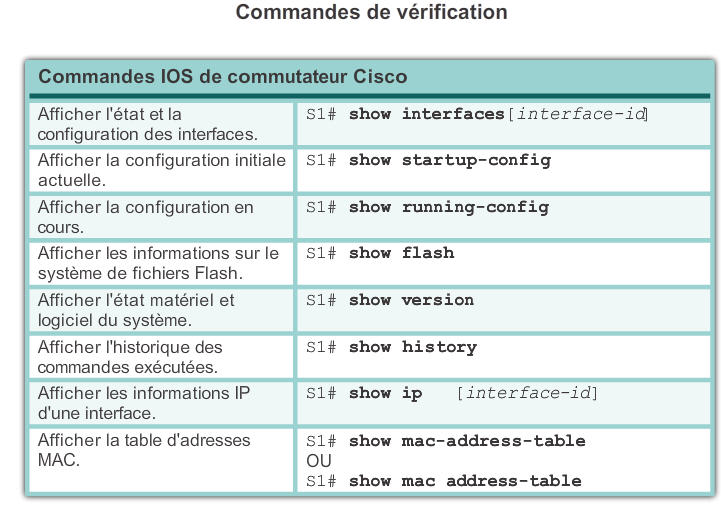 Commandes de vérification
Commandes IOS de commutateur Cisco
Afficher l'état et la
configuration des interfaces.
S1# show interfaces[interface-id]
Afficher la configuration initiale
actuelle.
S1# show startup-config
Afficher la configuration en
cours.
S1# show running-config
Afficher les informations sur le
système de fichiers Flash.
S1# show flash
Afficher l'état matériel et
logiciel du système.
S1# show version
Afficher l'historique des
commandes exécutées.
S1# show history
Afficher les informations IP
d'une interface.
S1# show ip [interface-id]
Afficher la table d'adresses
MAC.
S1# show mac-address-table
OU
S1# show mac address-table